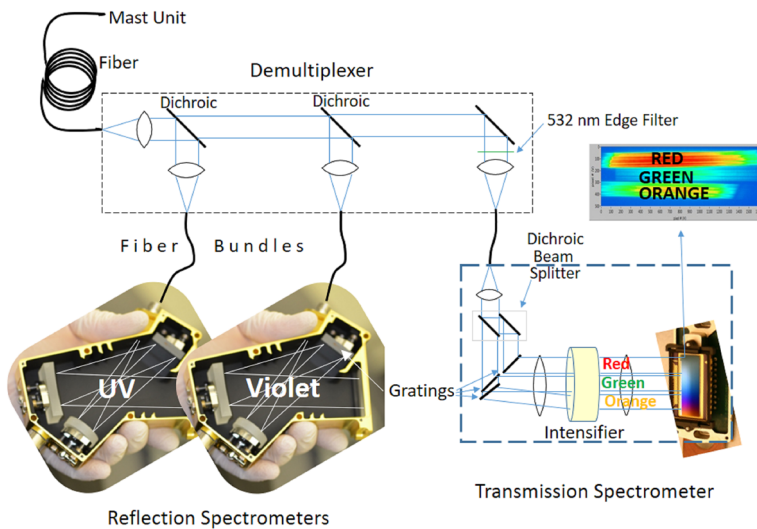 Mast Unit
Fiber
Demultiplexer
Dichroic
Dichroic
532 nm Edge Filter
RED
GREEN
ORANGE
Fiber Bundles
Dichroic
Beam
Splitter
UV
Violet
Gratings
Red
Green
Orange
Intensifier
Transmission Spectrometer
Reflection Spectrometers